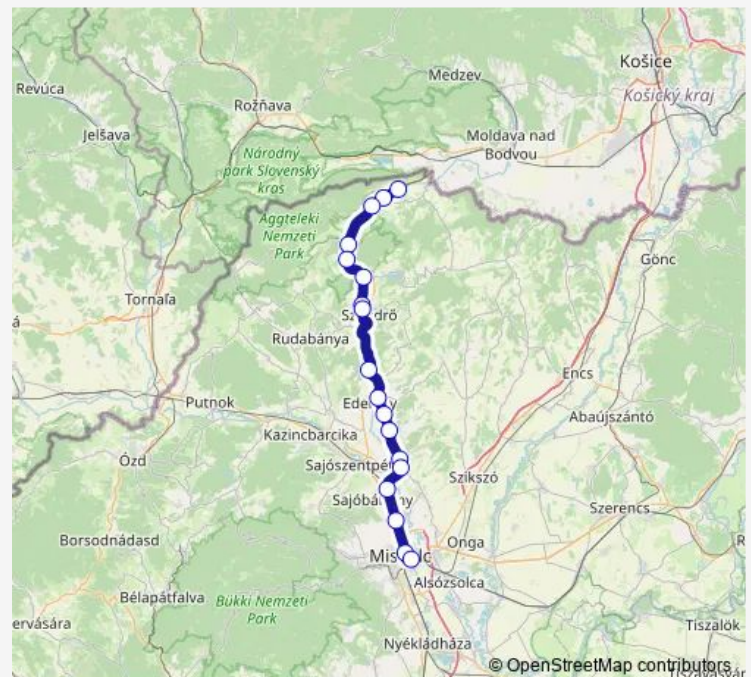 Košice
Revúca
Medzev
Košický kraj
Rožňava
Jelšava
Moldava nad
Bodvou
Národný
park Slovenský
kras
Aggteleki
Nemzeti
Park
Gönc
Tornaľa
Rudabánya
Encs
Putnok
Abaújszántó
Kazincbarcika
Ózd
Szikszó
Szerencs
Borsodnádasd
Onga
Alsózsolca
Bélapátfalva
Bükki Nemzeti
Park
Tiszalök
Nyékládháza
© OpenStreetMap contributors